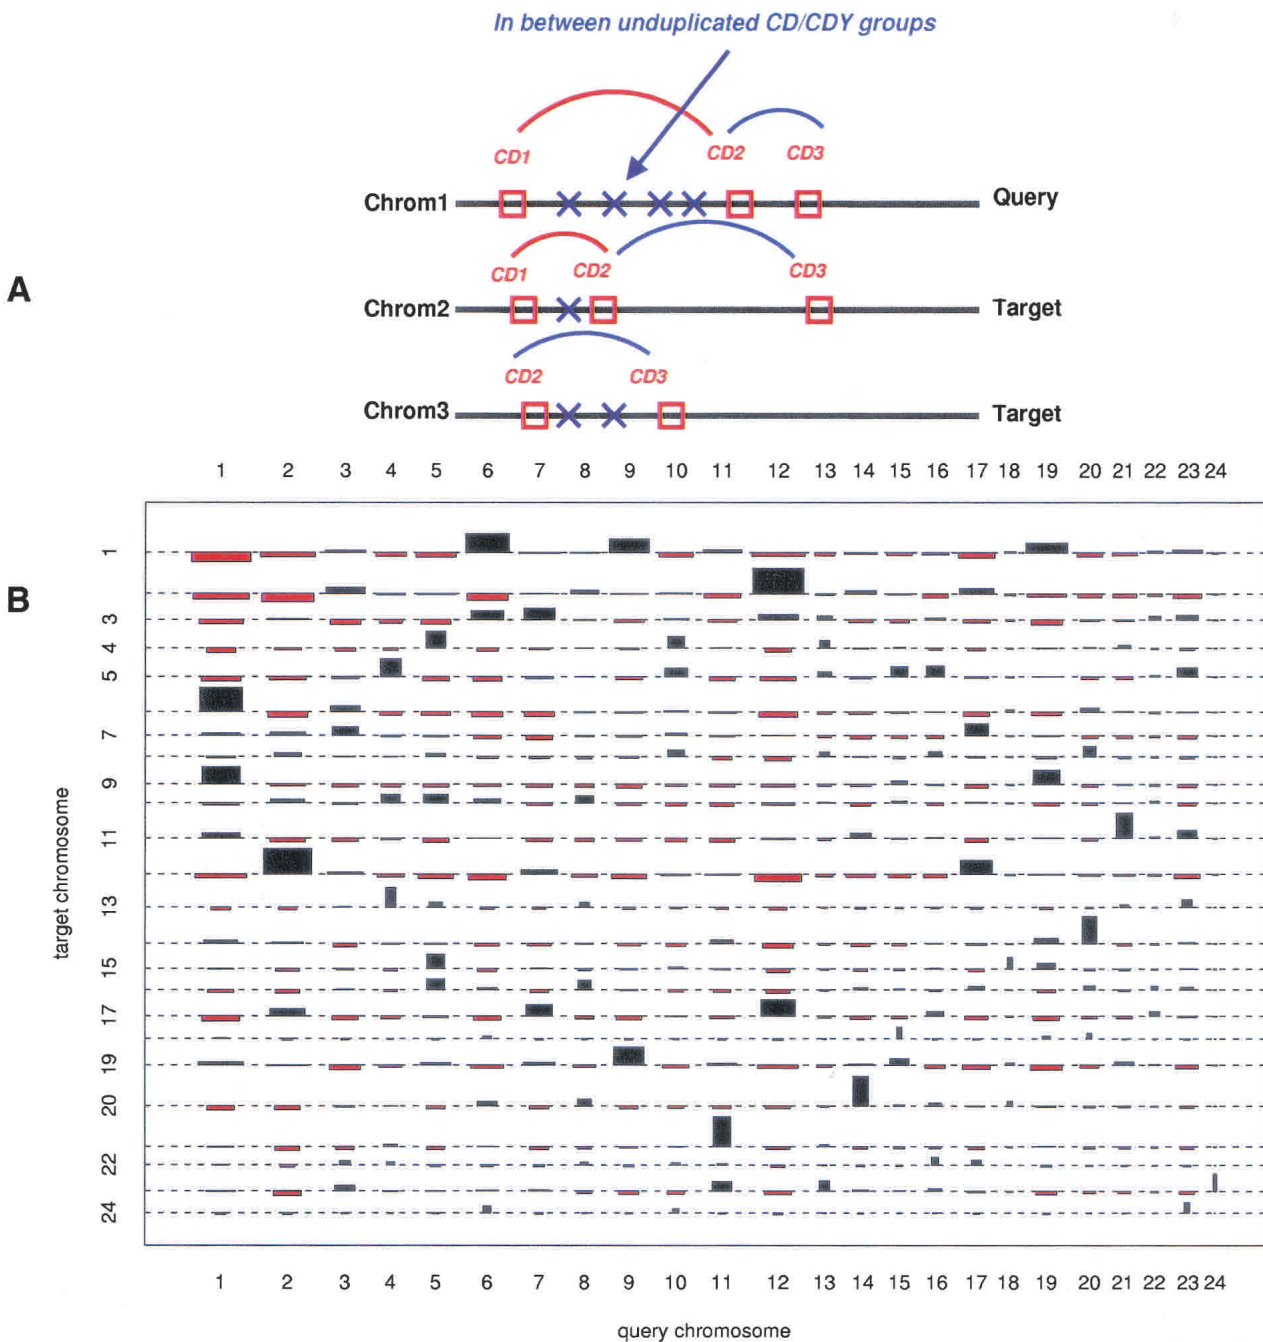 In between unduplicated CD/CDY groups
CD1 CD2 CD3
Chrom1 Query
CD1 CD2 CD3
A
Chrom2 Target
CD2 CD3
Chrom3 Target
1 2 3 4 5 6 7 8 9 10 11 12 13 14 15 16 17 18 19 20 21 22 23 24
B
target chromosome
1
3
4
5
7
9
11
13
15
17
19
20
22
24
1 2 3 4 5 6 7 8 9 10 11 12 13 14 15 16 17 18 19 20 21 22 23 24
query chromosome